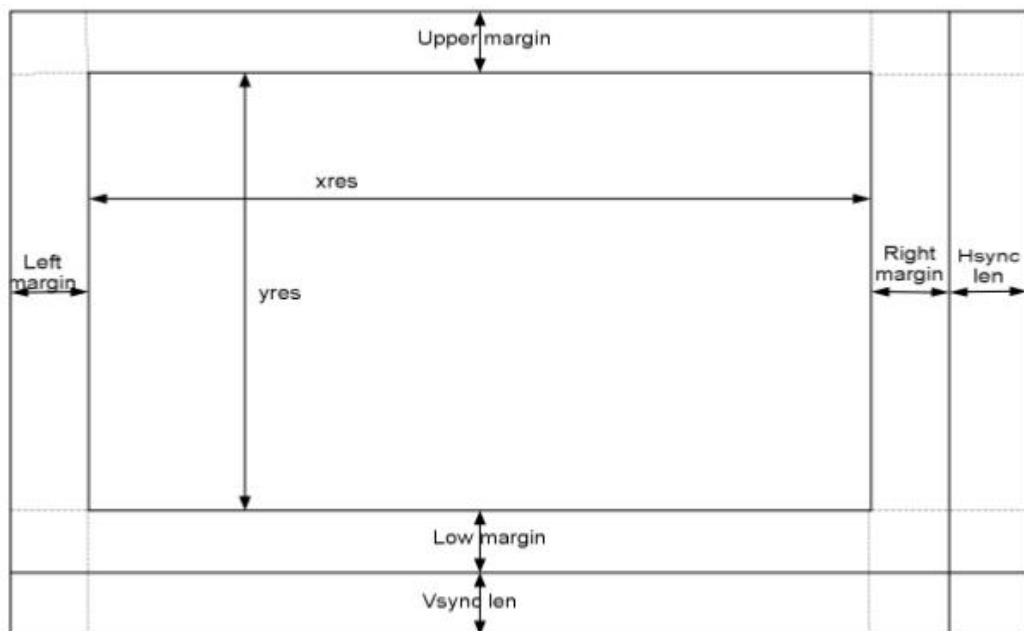 Upper margin
xres
Left
margin
yres
Right
margin
Hsync
len
Low margin
Vsync len